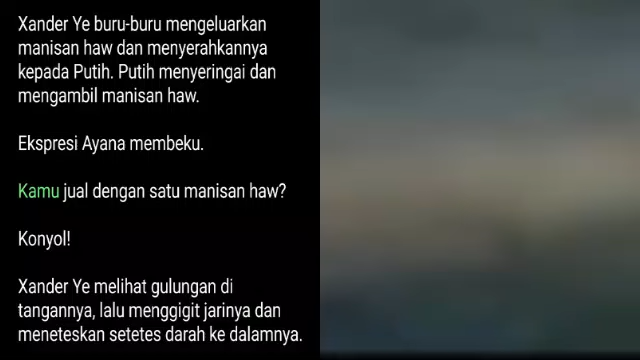 Xander Ye buru-buru mengeluarkan
manisan haw dan menyerahkannya
kepada Putih. Putih menyeringai dan
mengambil manisan haw.
Ekspresi Ayana membeku.
Kamu jual dengan satu manisan haw?
Konyol!
Xander Ye melihat gulungan di
tangannya, lalu menggigit jarinya dan
meneteskan setetes darah ke dalamnya.